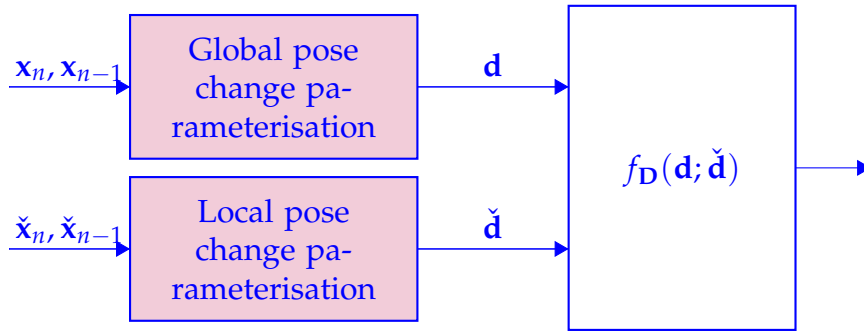 Global pose
change pa-
rameterisation
x_n, x_{n−1}
d
f_D(d; ď)
Local pose
change pa-
rameterisation
x̌_n, x̌_{n−1}
ď